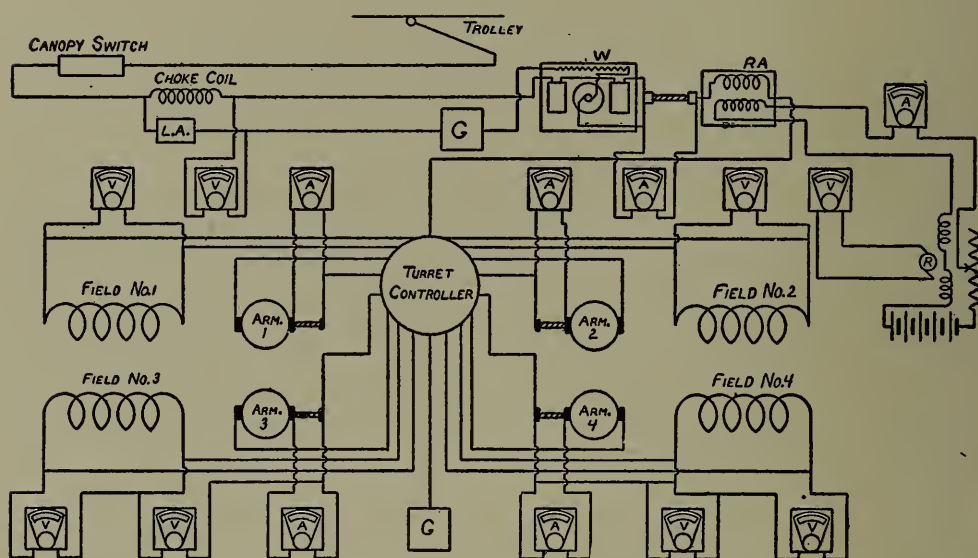 TROLLEY
CANOPY SWITCH
CHOKE COIL
W
RA
A
L.A.
G
V
V
A
A
A
V
V
R
TURRET
CONTROLLER
FIELD NO.1
ARM.
1
ARM.
2
FIELD NO.2
FIELD NO.3
ARM.
3
ARM.
4
FIELD NO.4
V
V
A
G
A
V
V